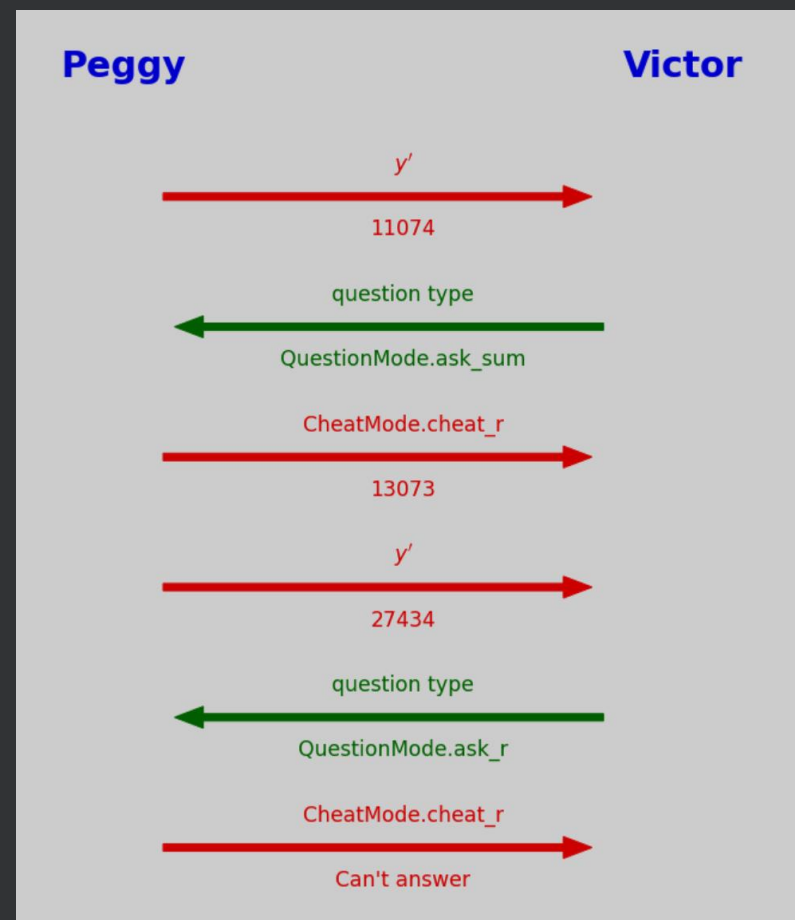 Peggy Victor
y′
11074
question type
QuestionMode.ask_sum
CheatMode.cheat_r
13073
y′
27434
question type
QuestionMode.ask_r
CheatMode.cheat_r
Can't answer